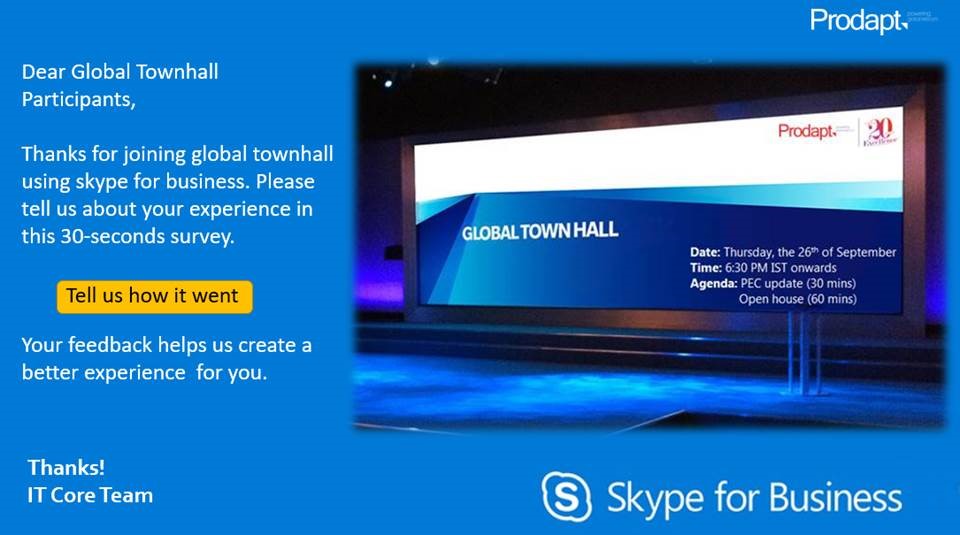 Prodapt
powering
Dear Global Townhall
Participants,
Thanks for joining global townhall
using skype for business. Please
tell us about your experience in
this 30-seconds survey.
Tell us how it went
Your feedback helps us create a
better experience for you.
Thanks!
IT Core Team
Prodapt
20
Excellence
GLOBAL TOWN HALL
Date: Thursday, the 26th of September
Time: 6:30 PM IST onwards
Agenda: PEC update (30 mins)
Open house (60 mins)
S Skype for Business